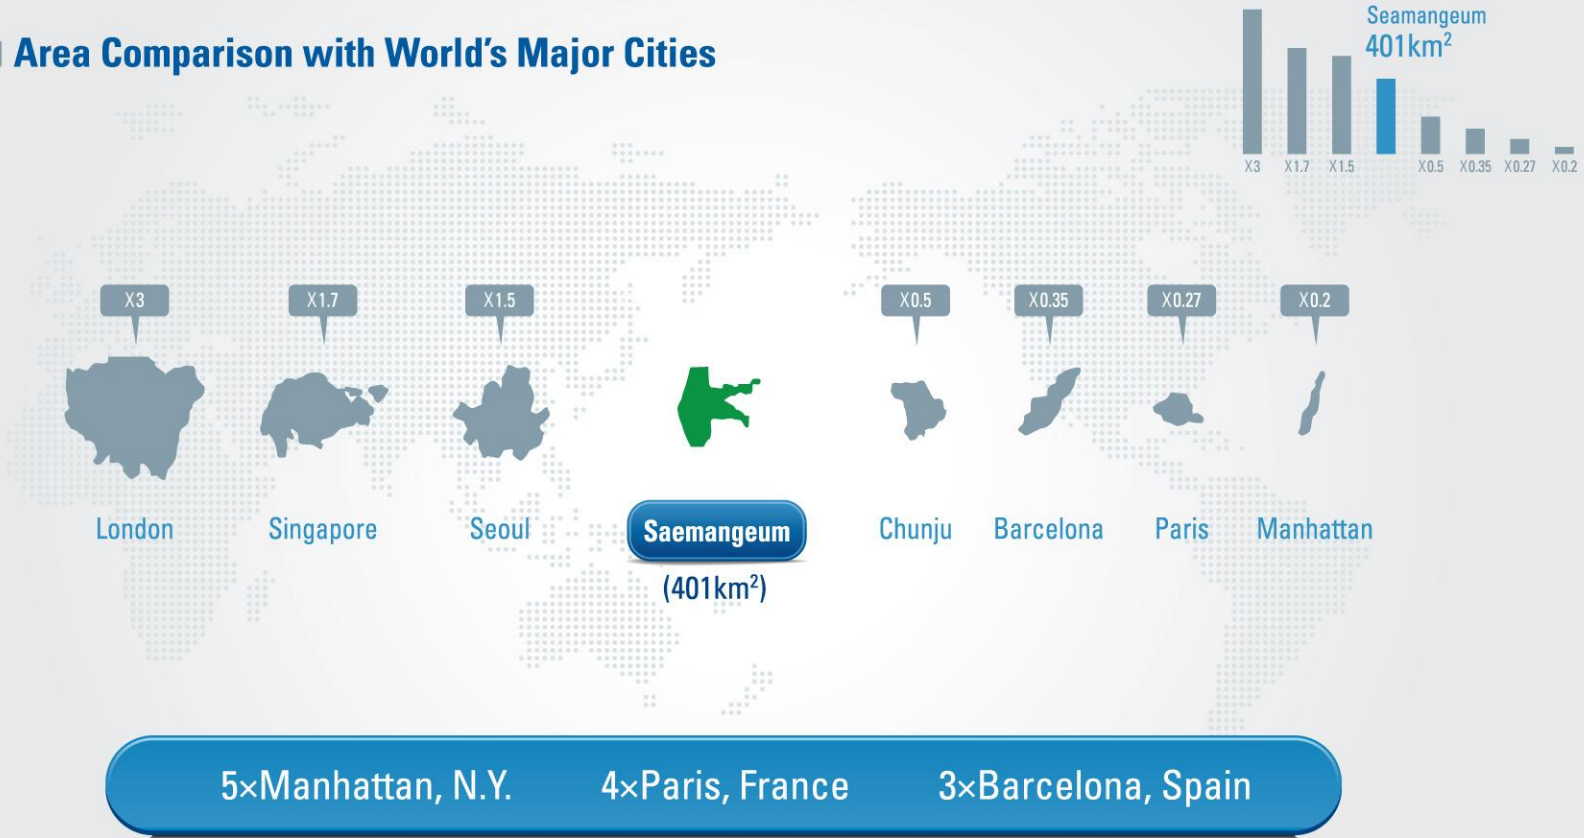 Area Comparison with World's Major Cities
Seamangeum
401km²
X3 X1.7 X1.5 X0.5 X0.35 X0.27 X0.2
X3 X1.7 X1.5 X0.5 X0.35 X0.27 X0.2
London Singapore Seoul Saemangeum Chunju Barcelona Paris Manhattan
(401km²)
5×Manhattan, N.Y. 4×Paris, France 3×Barcelona, Spain